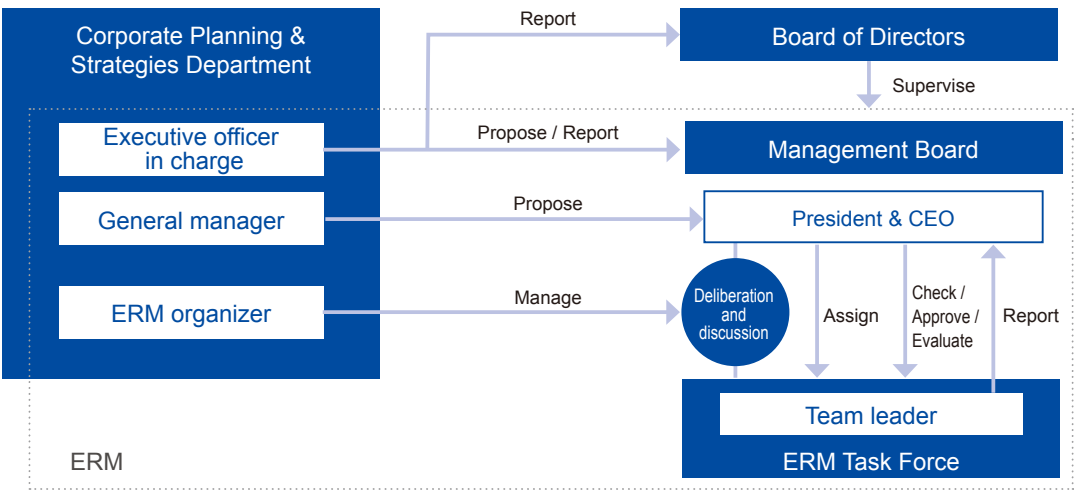 Corporate Planning &
Strategies Department
Report
Board of Directors
Supervise
Executive officer
in charge
Propose / Report
Management Board
General manager
Propose
President & CEO
ERM organizer
Manage
Deliberation
and
discussion
Assign
Check /
Approve /
Evaluate
Report
Team leader
ERM Task Force
ERM